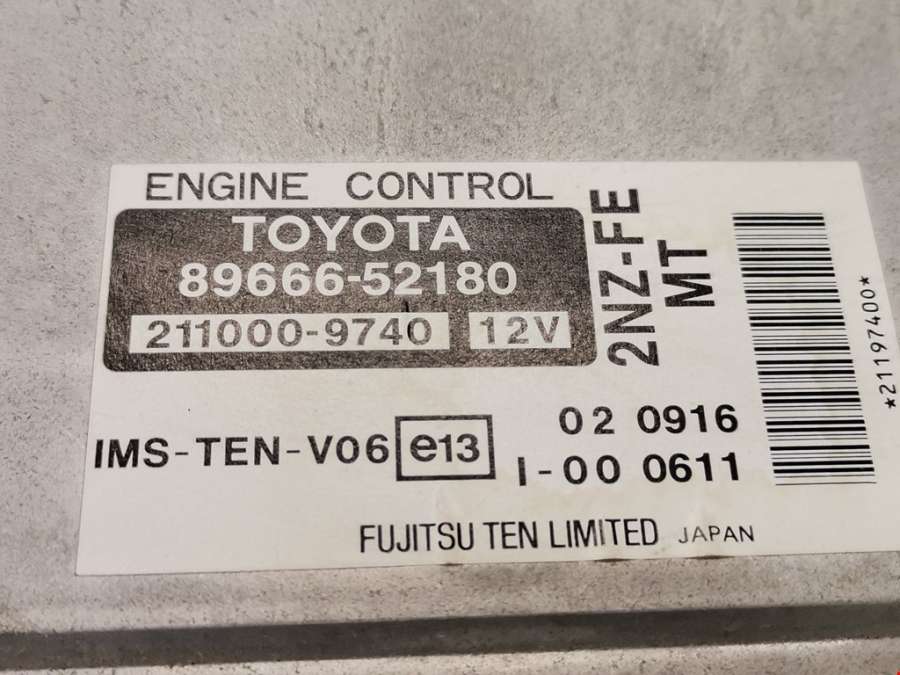 ENGINE CONTROL
TOYOTA
89666-52180
211000-9740 12V
2NZ-FE
MT
*21197400*
IMS-TEN-V06 e13
02 0916
I-00 0611
FUJITSU TEN LIMITED JAPAN